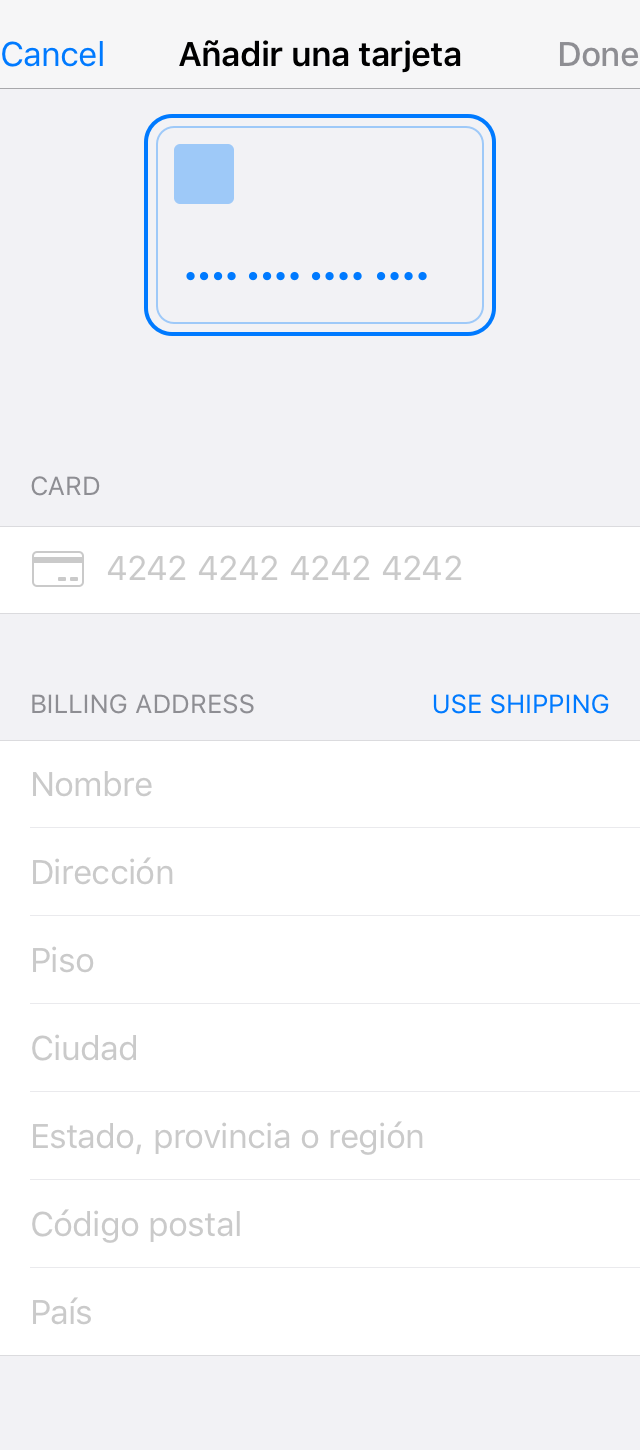 Cancel Añadir una tarjeta Done
•••• •••• •••• ••••
CARD
4242 4242 4242 4242
BILLING ADDRESS USE SHIPPING
Nombre
Dirección
Piso
Ciudad
Estado, provincia o región
Código postal
País